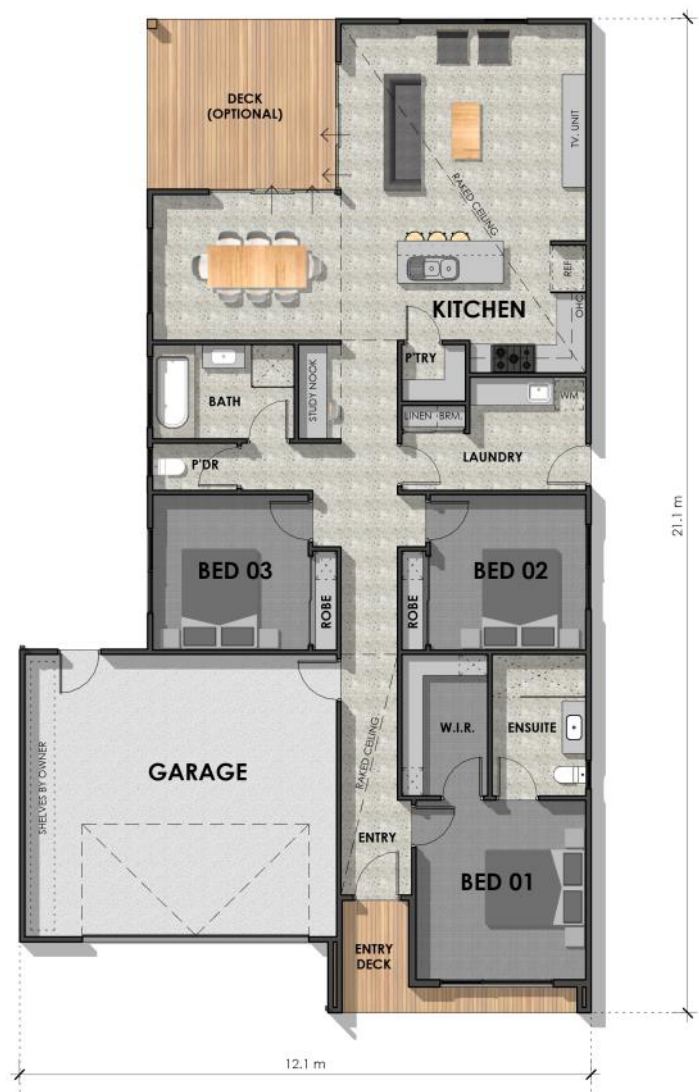 DECK
(OPTIONAL)
TV. UNIT
RAKED CEILING
REF
OHC
KITCHEN
P'TRY
STUDY NOOK
BATH
LINEN
BRM.
WM
P'DR
LAUNDRY
21.1 m
BED 03
BED 02
ROBE
ROBE
W.I.R.
ENSUITE
RAKED CEILING
SHELVES BY OWNER
GARAGE
ENTRY
BED 01
ENTRY
DECK
12.1 m